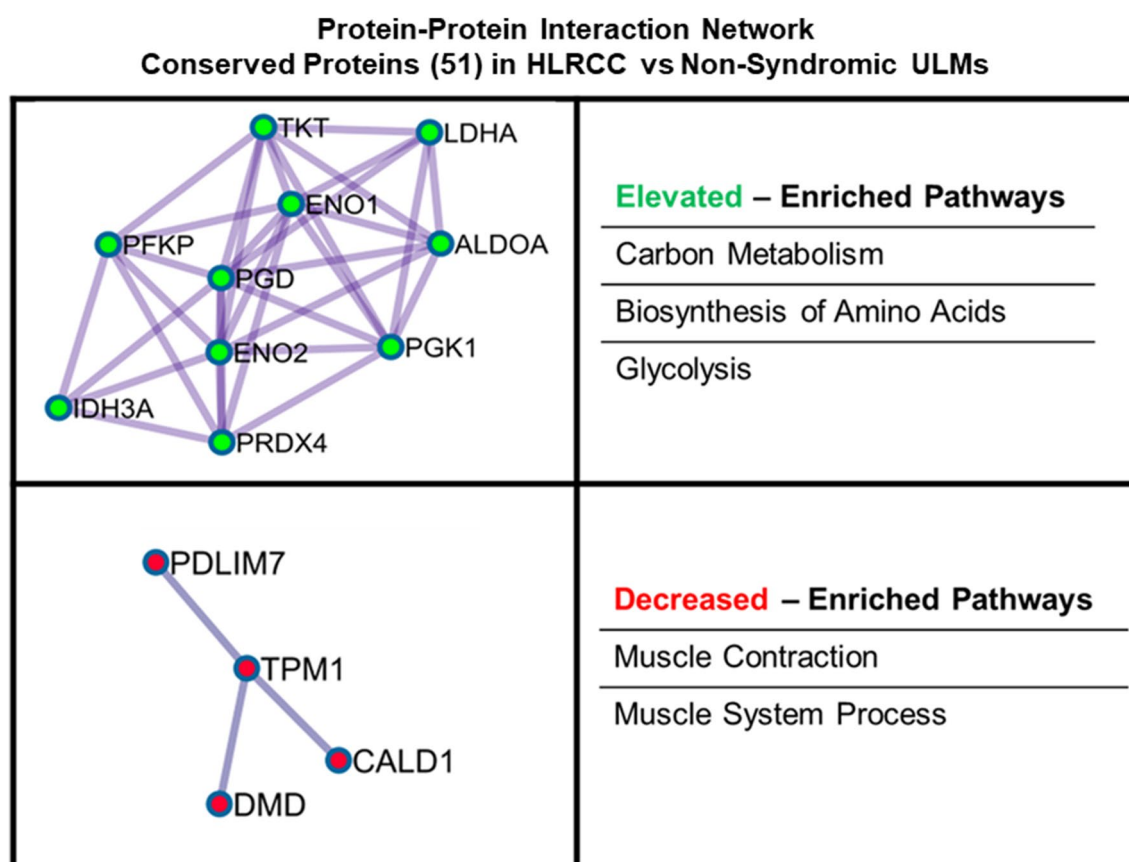 Protein-Protein Interaction Network
Conserved Proteins (51) in HLRCC vs Non-Syndromic ULMs
TKT
LDHA
ENO1
PFKP
ALDOA
PGD
PGK1
ENO2
IDH3A
PRDX4
Elevated – Enriched Pathways
Carbon Metabolism
Biosynthesis of Amino Acids
Glycolysis
PDLIM7
TPM1
CALD1
DMD
Decreased – Enriched Pathways
Muscle Contraction
Muscle System Process